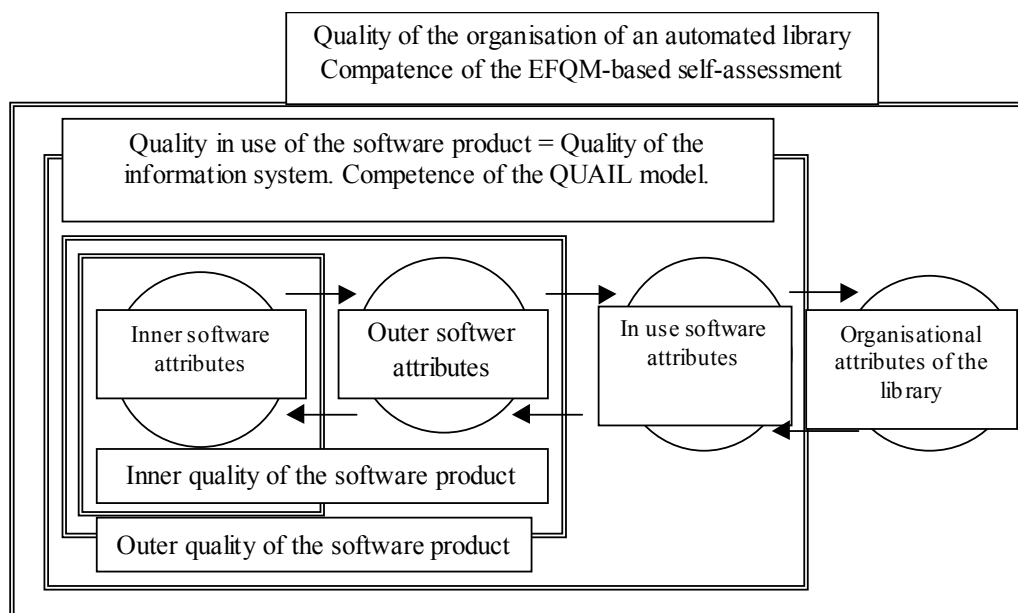 Quality of the organisation of an automated library
Compatence of the EFQM-based self-assessment
Quality in use of the software product = Quality of the
information system. Competence of the QUAIL model.
Inner software
attributes
Outer softwer
attributes
In use software
attributes
Organisational
attributes of the
library
Inner quality of the software product
Outer quality of the software product